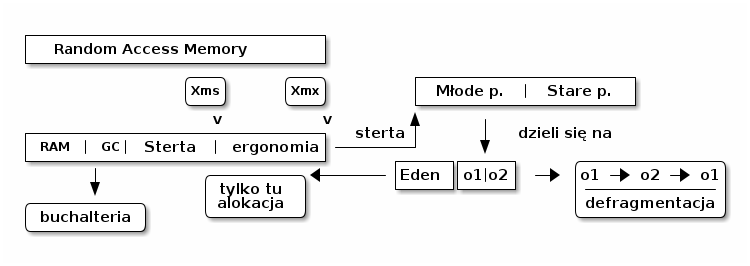 Random Access Memory
Xms Xmx
v v
Młode p. | Stare p.
RAM | GC | Sterta | ergonomia
sterta
dzieli się na
Eden o1|o2
o1 o2 o1
defragmentacja
tylko tu
alokacja
buchalteria